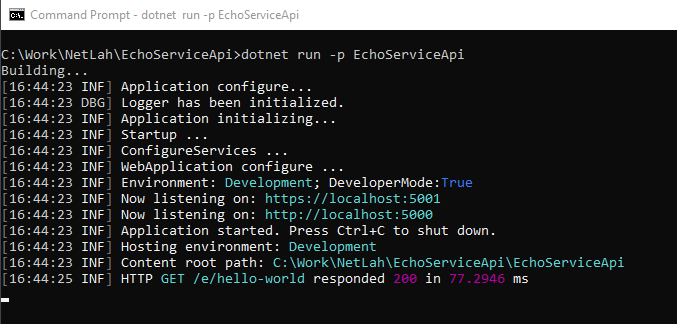 Command Prompt - dotnet  run -p EchoServiceApi
C:\Work\NetLah\EchoServiceApi>dotnet run -p EchoServiceApi
Building...
[16:44:23 INF] Application configure...
[16:44:23 DBG] Logger has been initialized.
[16:44:23 INF] Application initializing...
[16:44:23 INF] Startup ...
[16:44:23 INF] ConfigureServices ...
[16:44:23 INF] WebApplication configure ...
[16:44:23 INF] Environment: Development; DeveloperMode:True
[16:44:23 INF] Now listening on: https://localhost:5001
[16:44:23 INF] Now listening on: http://localhost:5000
[16:44:23 INF] Application started. Press Ctrl+C to shut down.
[16:44:23 INF] Hosting environment: Development
[16:44:23 INF] Content root path: C:\Work\NetLah\EchoServiceApi\EchoServiceApi
[16:44:25 INF] HTTP GET /e/hello-world responded 200 in 77.2946 ms